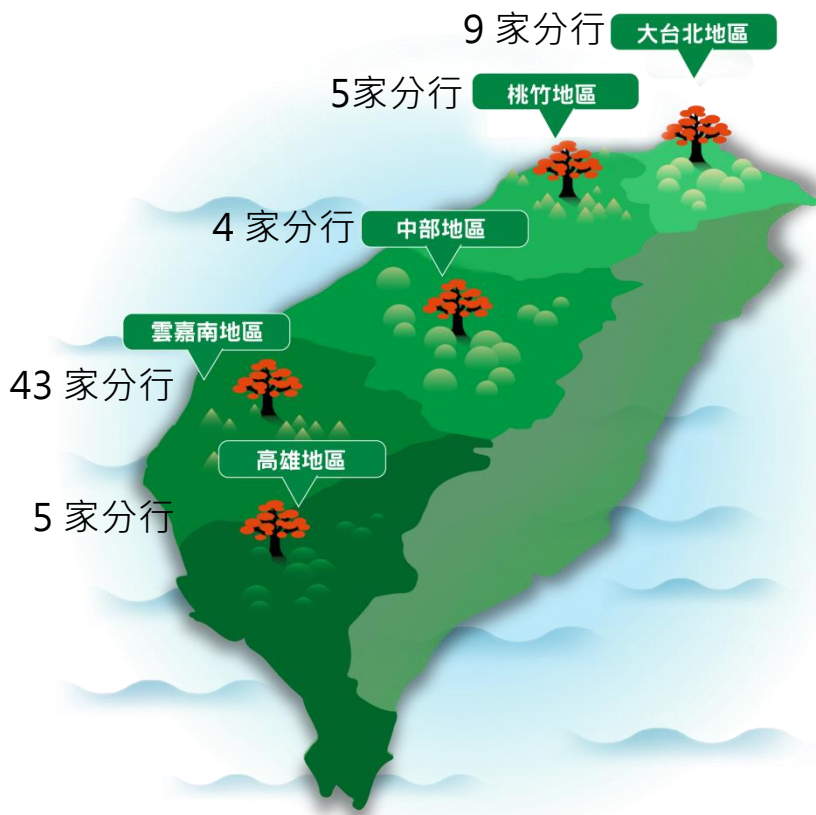 9 家分行 大台北地區
5家分行 桃竹地區
4 家分行 中部地區
雲嘉南地區
43 家分行
高雄地區
5 家分行